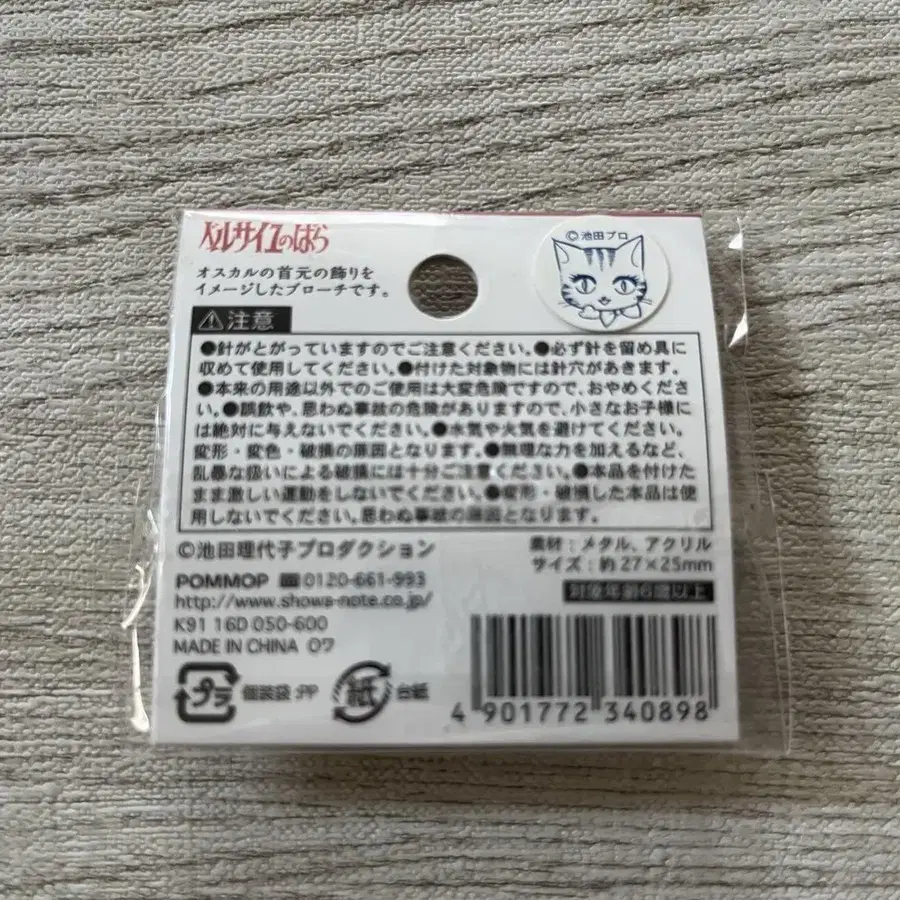 ベルサイユのばら
©池田プロ
オスカルの首元の飾りを
イメージしたブローチです。
⚠注意
●針がとがっていますのでご注意ください。●必ず針を留め具に
収めて使用してください。●付けた対象物には針穴があきます。
●本来の用途以外でのご使用は大変危険ですので、おやめくださ
い。●誤飲や、思わぬ事故の危険がありますので、小さなお子様に
は絶対に与えないでください。●水気や火気を避けてください。
変形・変色・破損の原因となります。●無理な力を加えるなど、
乱暴な扱いによる破損には十分ご注意ください。●本品を付けた
まま激しい運動をしないでください。●変形・破損した本品は使
用しないでください。思わぬ事故の原因となります。
©池田理代子プロダクション
素材：メタル、アクリル
サイズ：約27×25mm
対象年齢6歳以上
POMMOP 0120-661-993
http://www.showa-note.co.jp/
K91 16D 050-600
MADE IN CHINA 07
プラ 個装袋:PP 紙 台紙
4 901772 340898